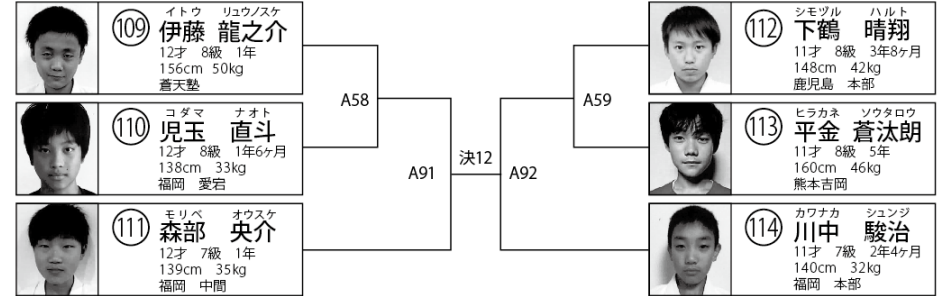 109
イトウ リュウノスケ
伊藤 龍之介
12才 8級 1年
156cm 50kg
蒼天塾
110
コダマ ナオト
児玉 直斗
12才 8級 1年6ヶ月
138cm 33kg
福岡 愛宕
111
モリベ オウスケ
森部 央介
12才 7級 1年
139cm 35kg
福岡 中間
A58
A91
決12
A92
A59
112
シモヅル ハルト
下鶴 晴翔
11才 8級 3年8ヶ月
148cm 42kg
鹿児島 本部
113
ヒラカネ ソウタロウ
平金 蒼汰朗
11才 8級 5年
160cm 46kg
熊本吉岡
114
カワナカ シュンジ
川中 駿治
11才 7級 2年4ヶ月
140cm 32kg
福岡 本部